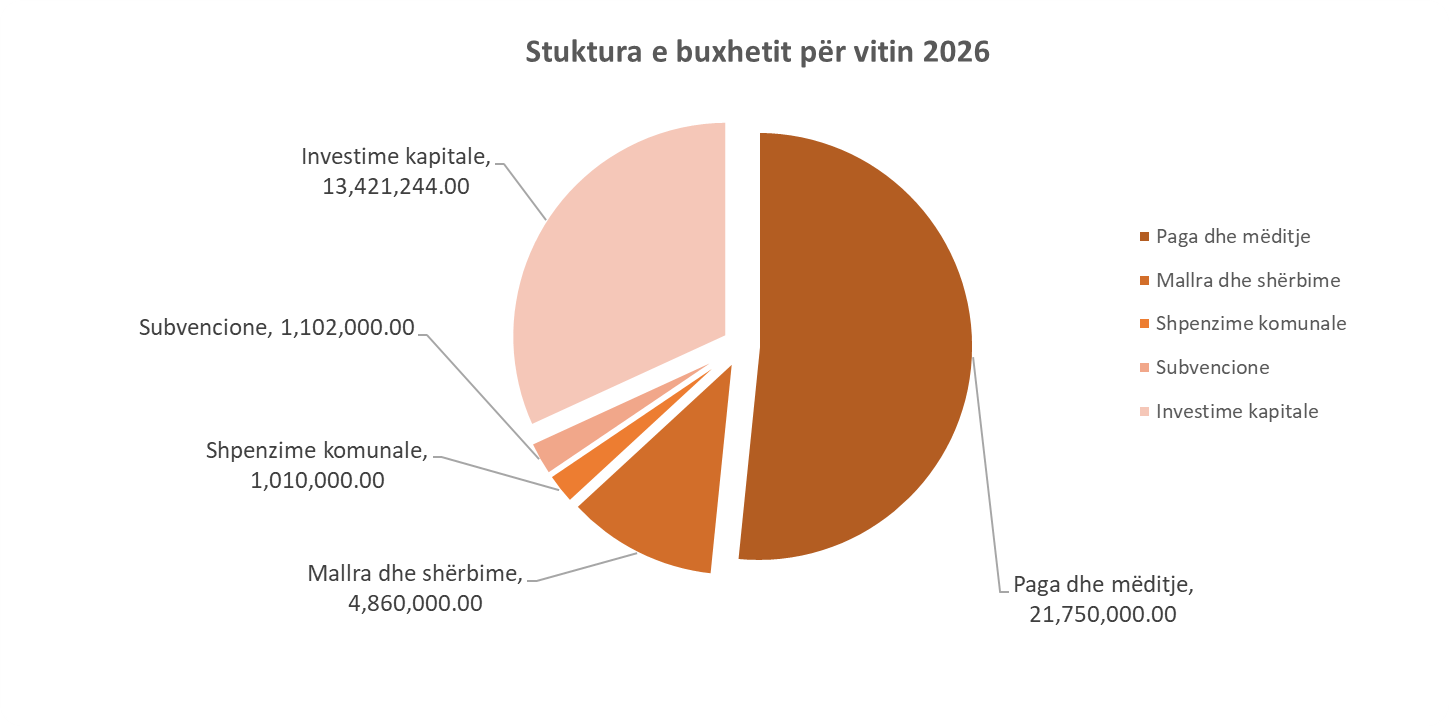 Stuktura e buxhetit për vitin 2026
Investime kapitale,
13,421,244.00
Subvencione, 1,102,000.00
Shpenzime komunale,
1,010,000.00
Mallra dhe shërbime,
4,860,000.00
Paga dhe mëditje,
21,750,000.00
Paga dhe mëditje
Mallra dhe shërbime
Shpenzime komunale
Subvencione
Investime kapitale